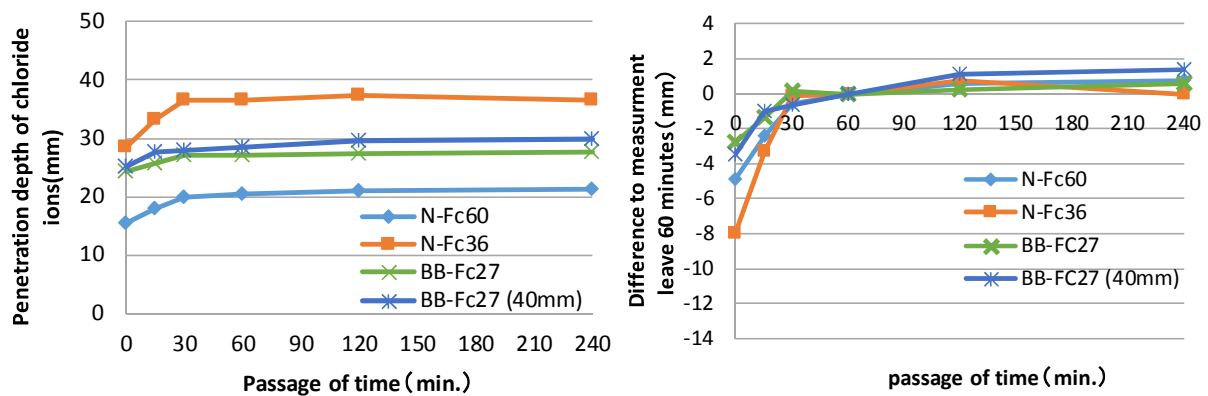 Penetration depth of chloride
ions(mm)
50
40
30
20
10
0
N-Fc60
N-Fc36
BB-Fc27
BB-Fc27 (40mm)
0 15 30 60 90 120 150 180 210 240
Passage of time(min.)
Difference to measurment
leave 60 minutes(mm)
4
2
0
-2
-4
-6
-8
-10
-12
-14
0 30 60 90 120 150 180 210 240
N-Fc60
N-Fc36
BB-FC27
BB-FC27 (40mm)
passage of time(min.)